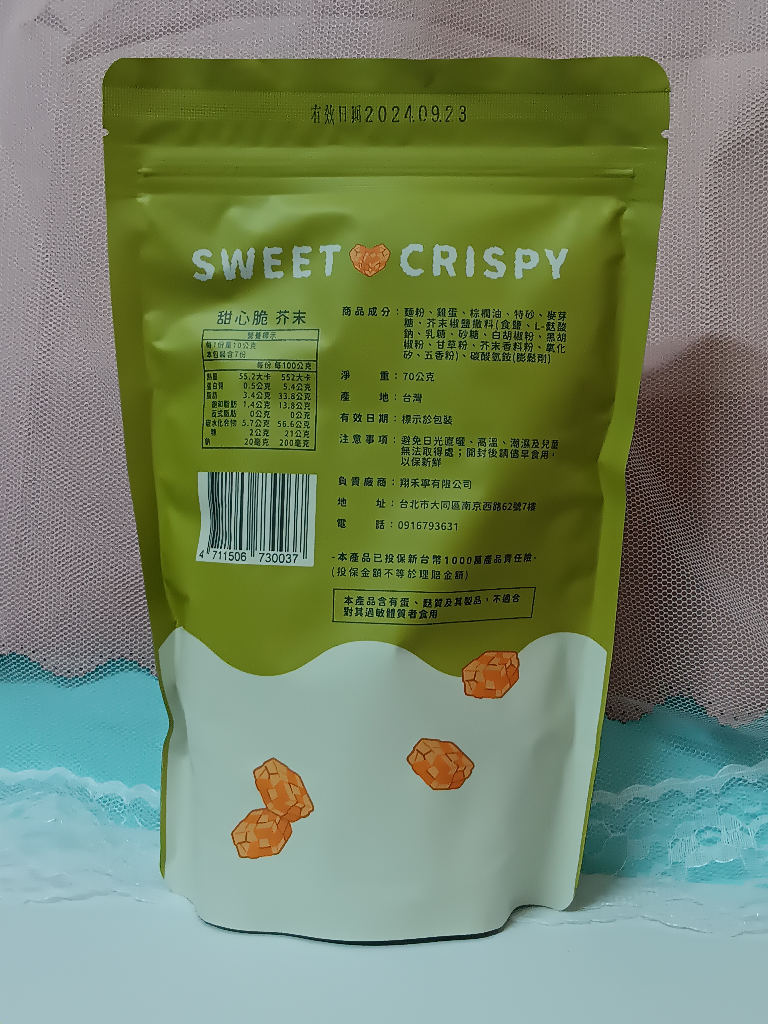 有效日期2024.09.23
SWEET CRISPY
甜心脆 芥末
營養標示
每1份量10公克
本包裝含7份
每份 每100公克
熱量 55.2大卡 552大卡
蛋白質 0.5公克 5.4公克
脂肪 3.4公克 33.8公克
飽和脂肪 1.4公克 13.8公克
反式脂肪 0公克 0公克
碳水化合物 5.7公克 56.6公克
糖 2公克 21公克
鈉 20毫克 200毫克
4 711506 730037
商品成分：麵粉、雞蛋、棕櫚油、特砂、麥芽
糖、芥末椒鹽撒料(食鹽、L-麩酸
鈉、乳糖、砂糖、白胡椒粉、黑胡
椒粉、甘草粉、芥末香料粉、氧化
矽、五香粉)、碳酸氫銨(膨鬆劑)
淨　　重：70公克
產　　地：台灣
有效日期：標示於包裝
注意事項：避免日光直曬、高溫、潮濕及兒童
無法取得處；開封後請儘早食用，
以保新鮮
負責廠商：翔禾寧有限公司
地　　址：台北市大同區南京西路62號7樓
電　　話：0916793631
-本產品已投保新台幣1000萬產品責任險-
(投保金額不等於理賠金額)
本產品含有蛋、麩質及其製品，不適合
對其過敏體質者食用